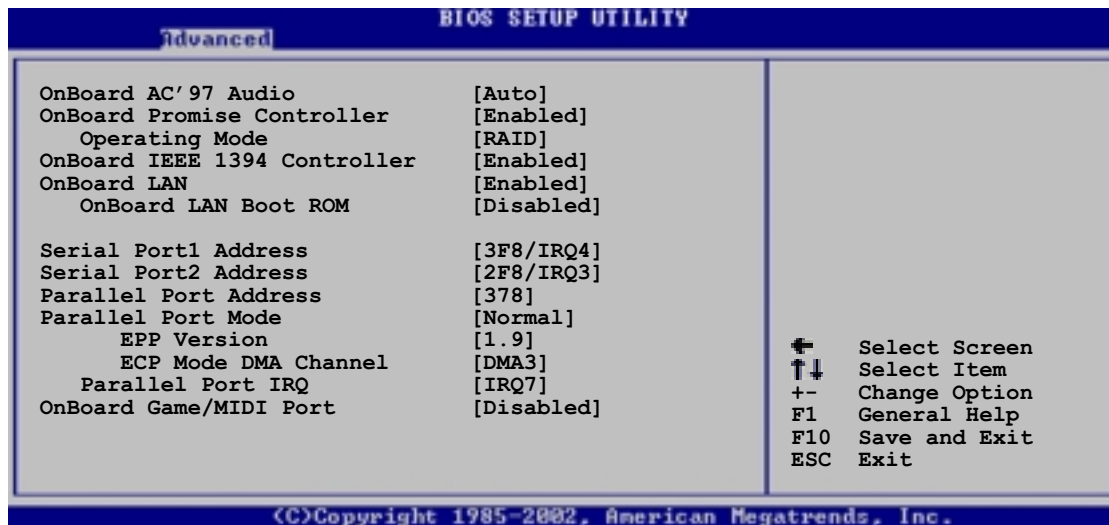 BIOS SETUP UTILITY
Advanced
OnBoard AC'97 Audio [Auto]
OnBoard Promise Controller [Enabled]
Operating Mode [RAID]
OnBoard IEEE 1394 Controller [Enabled]
OnBoard LAN [Enabled]
OnBoard LAN Boot ROM [Disabled]
Serial Port1 Address [3F8/IRQ4]
Serial Port2 Address [2F8/IRQ3]
Parallel Port Address [378]
Parallel Port Mode [Normal]
EPP Version [1.9]
ECP Mode DMA Channel [DMA3]
Parallel Port IRQ [IRQ7]
OnBoard Game/MIDI Port [Disabled]
← Select Screen
↑↓ Select Item
+- Change Option
F1 General Help
F10 Save and Exit
ESC Exit
(C)Copyright 1985-2002, American Megatrends, Inc.